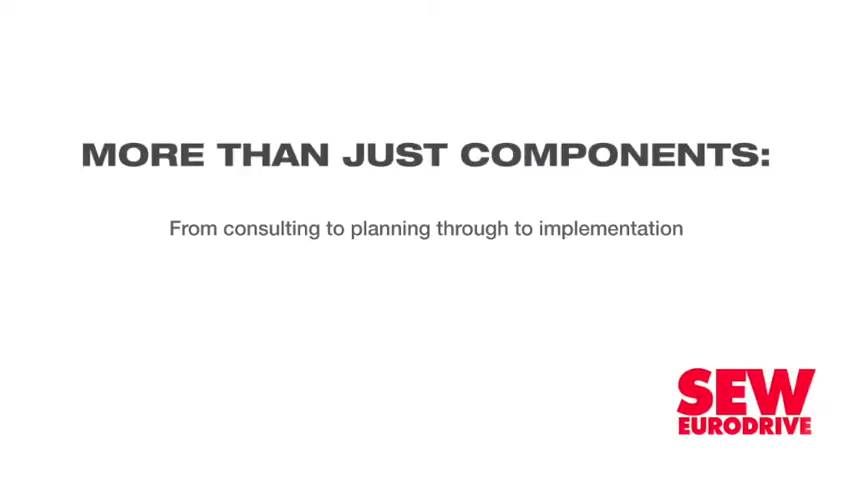 MORE THAN JUST COMPONENTS:
From consulting to planning through to implementation
SEW
EURODRIVE